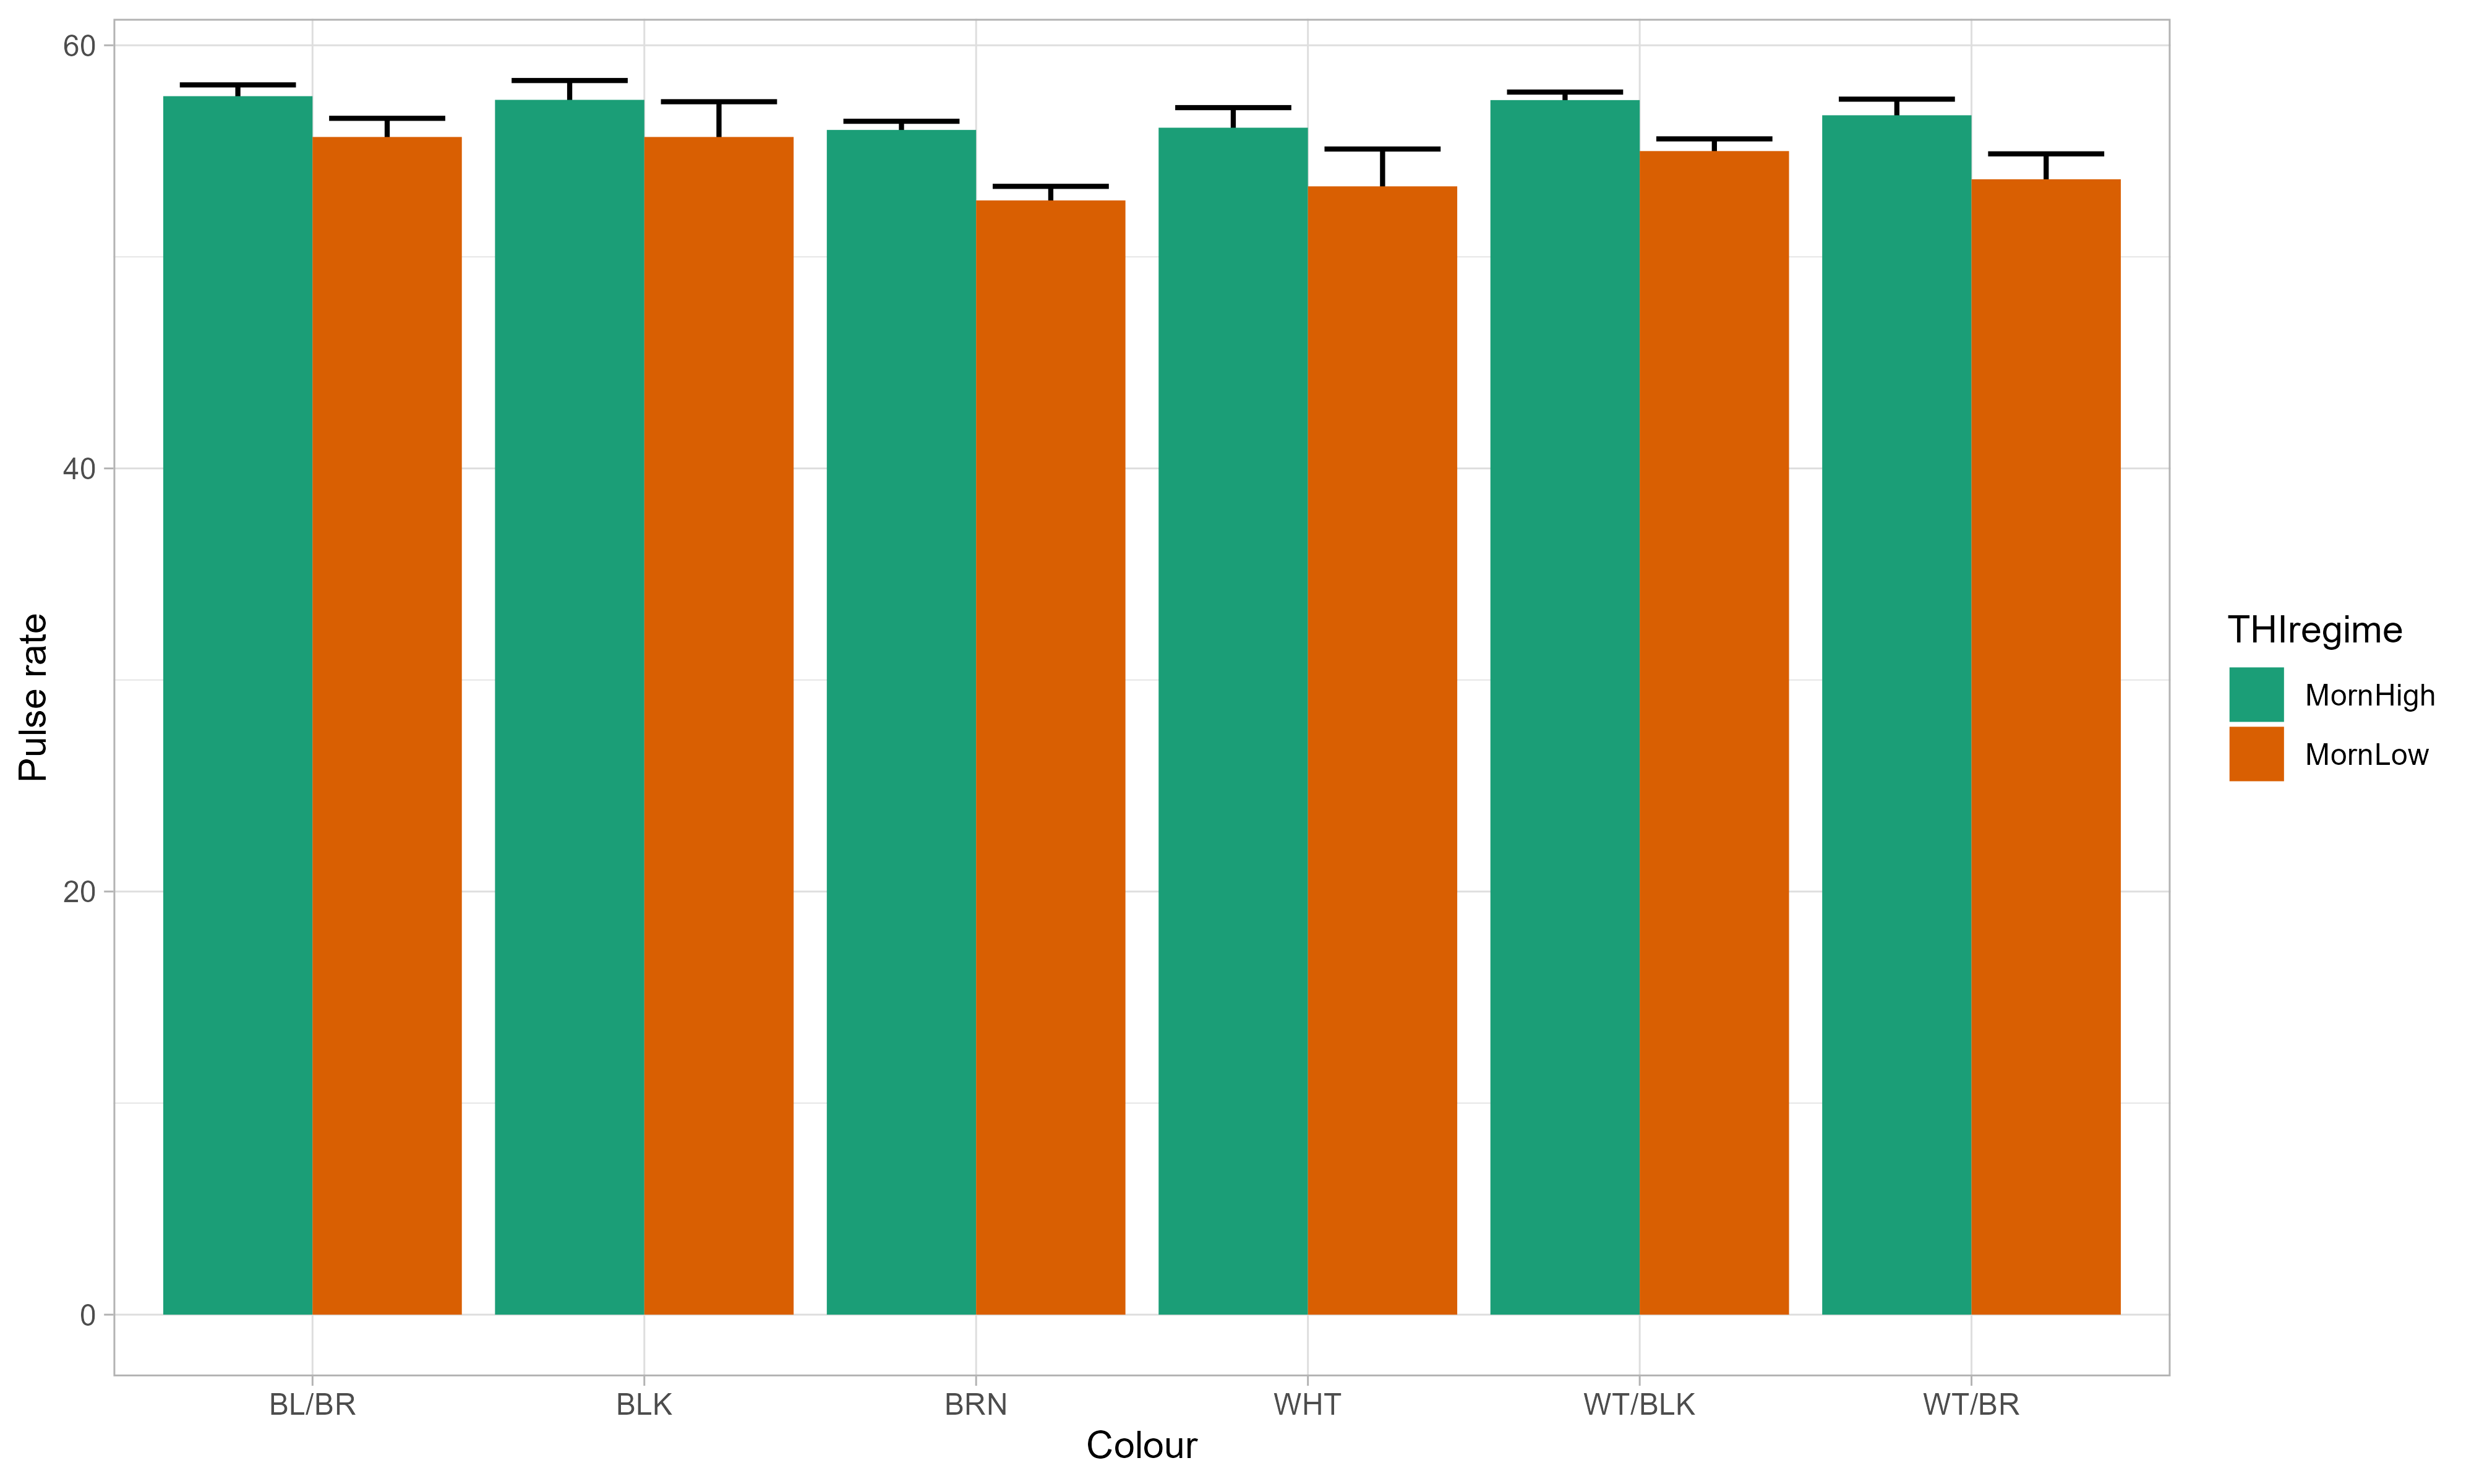 60
40
20
0
Pulse rate
BL/BR BLK BRN WHT WT/BLK WT/BR
Colour
THIregime
MornHigh
MornLow